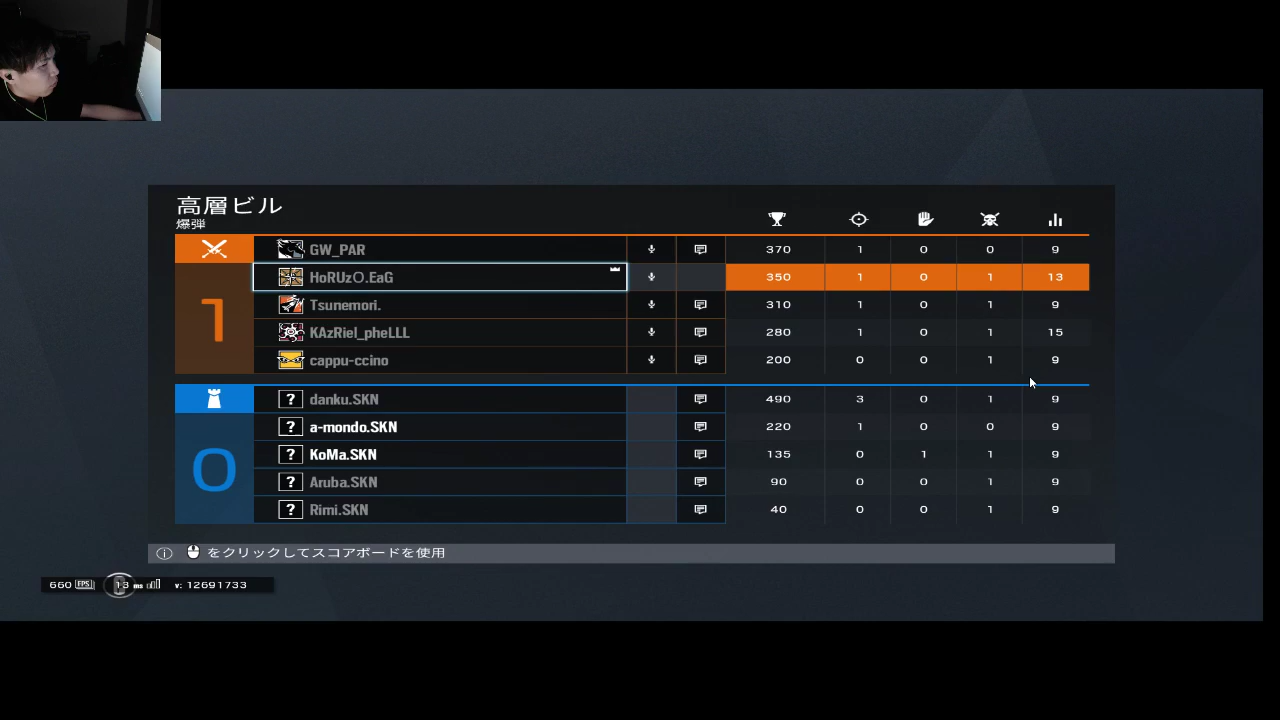 高層ビル
爆弾
GW_PAR 370 1 0 0 9
HoRUzO.EaG 350 1 0 1 13
Tsunemori. 310 1 0 1 9
KAzRiel_pheLLL 280 1 0 1 15
cappu-ccino 200 0 0 1 9
1
danku.SKN 490 3 0 1 9
a-mondo.SKN 220 1 0 0 9
KoMa.SKN 135 0 1 1 9
Aruba.SKN 90 0 0 1 9
Rimi.SKN 40 0 0 1 9
0
をクリックしてスコアボードを使用
660 FPS 13 ms v: 12691733